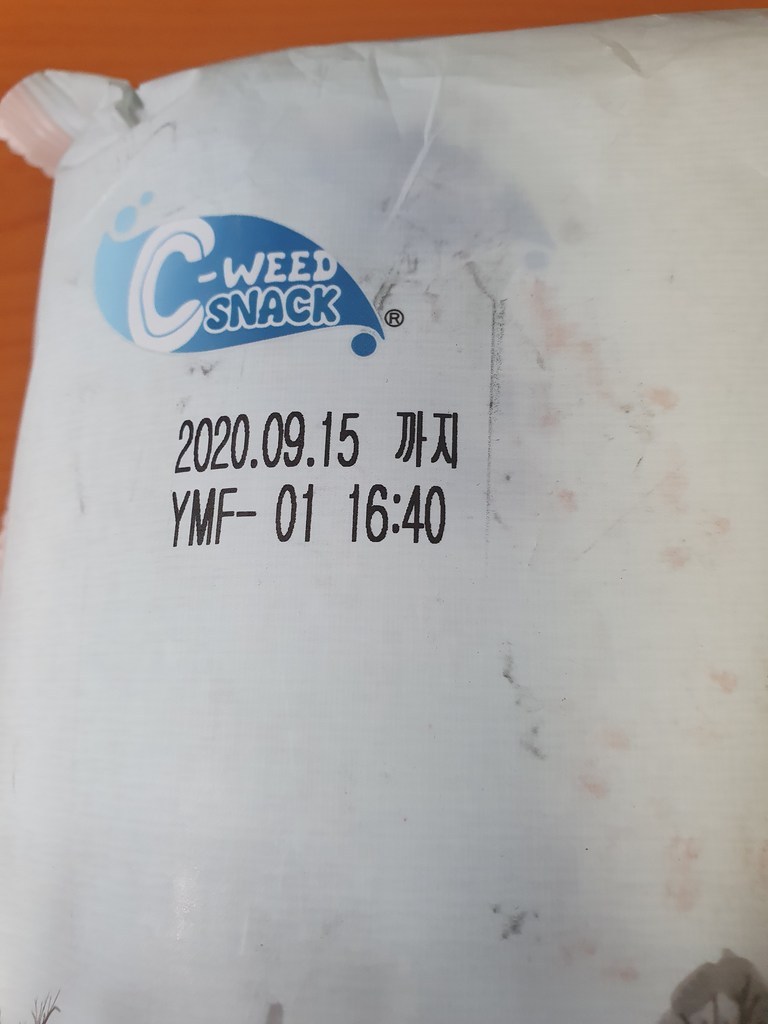 C-WEED
SNACK ®
2020.09.15 까지
YMF- 01 16:40